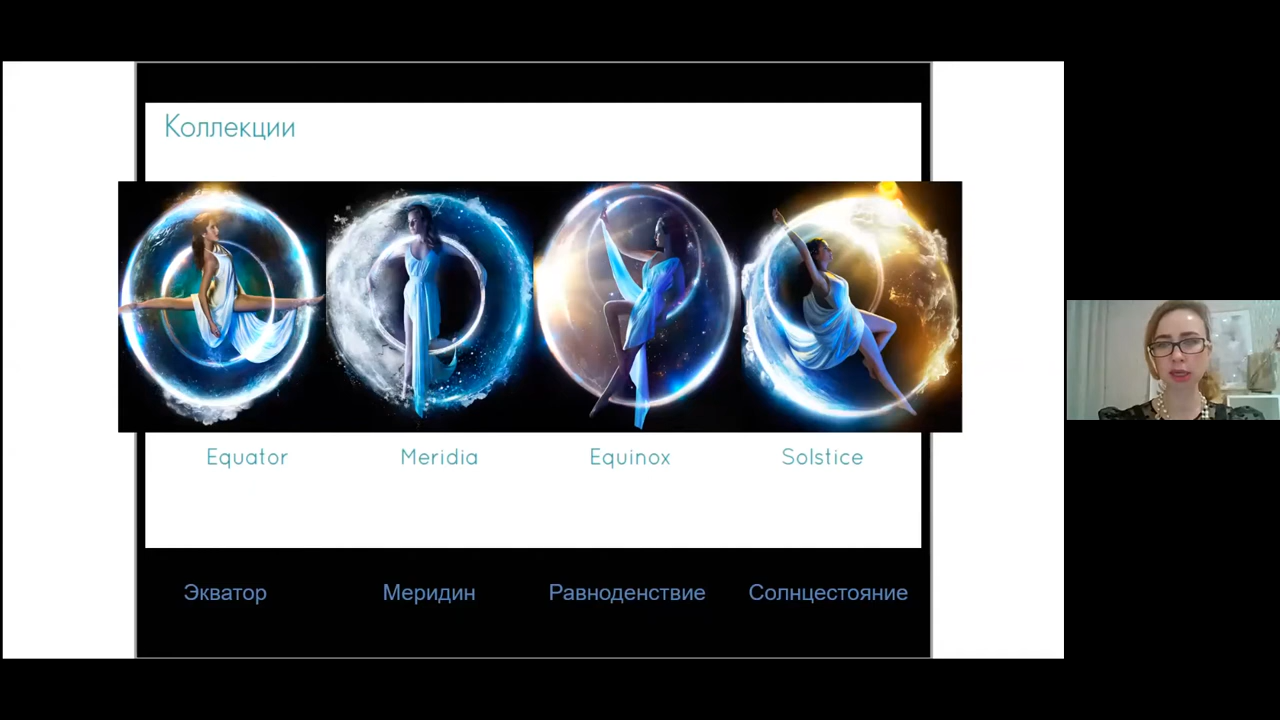 Коллекции
Equator Meridia Equinox Solstice
Экватор Меридин Равноденствие Солнцестояние